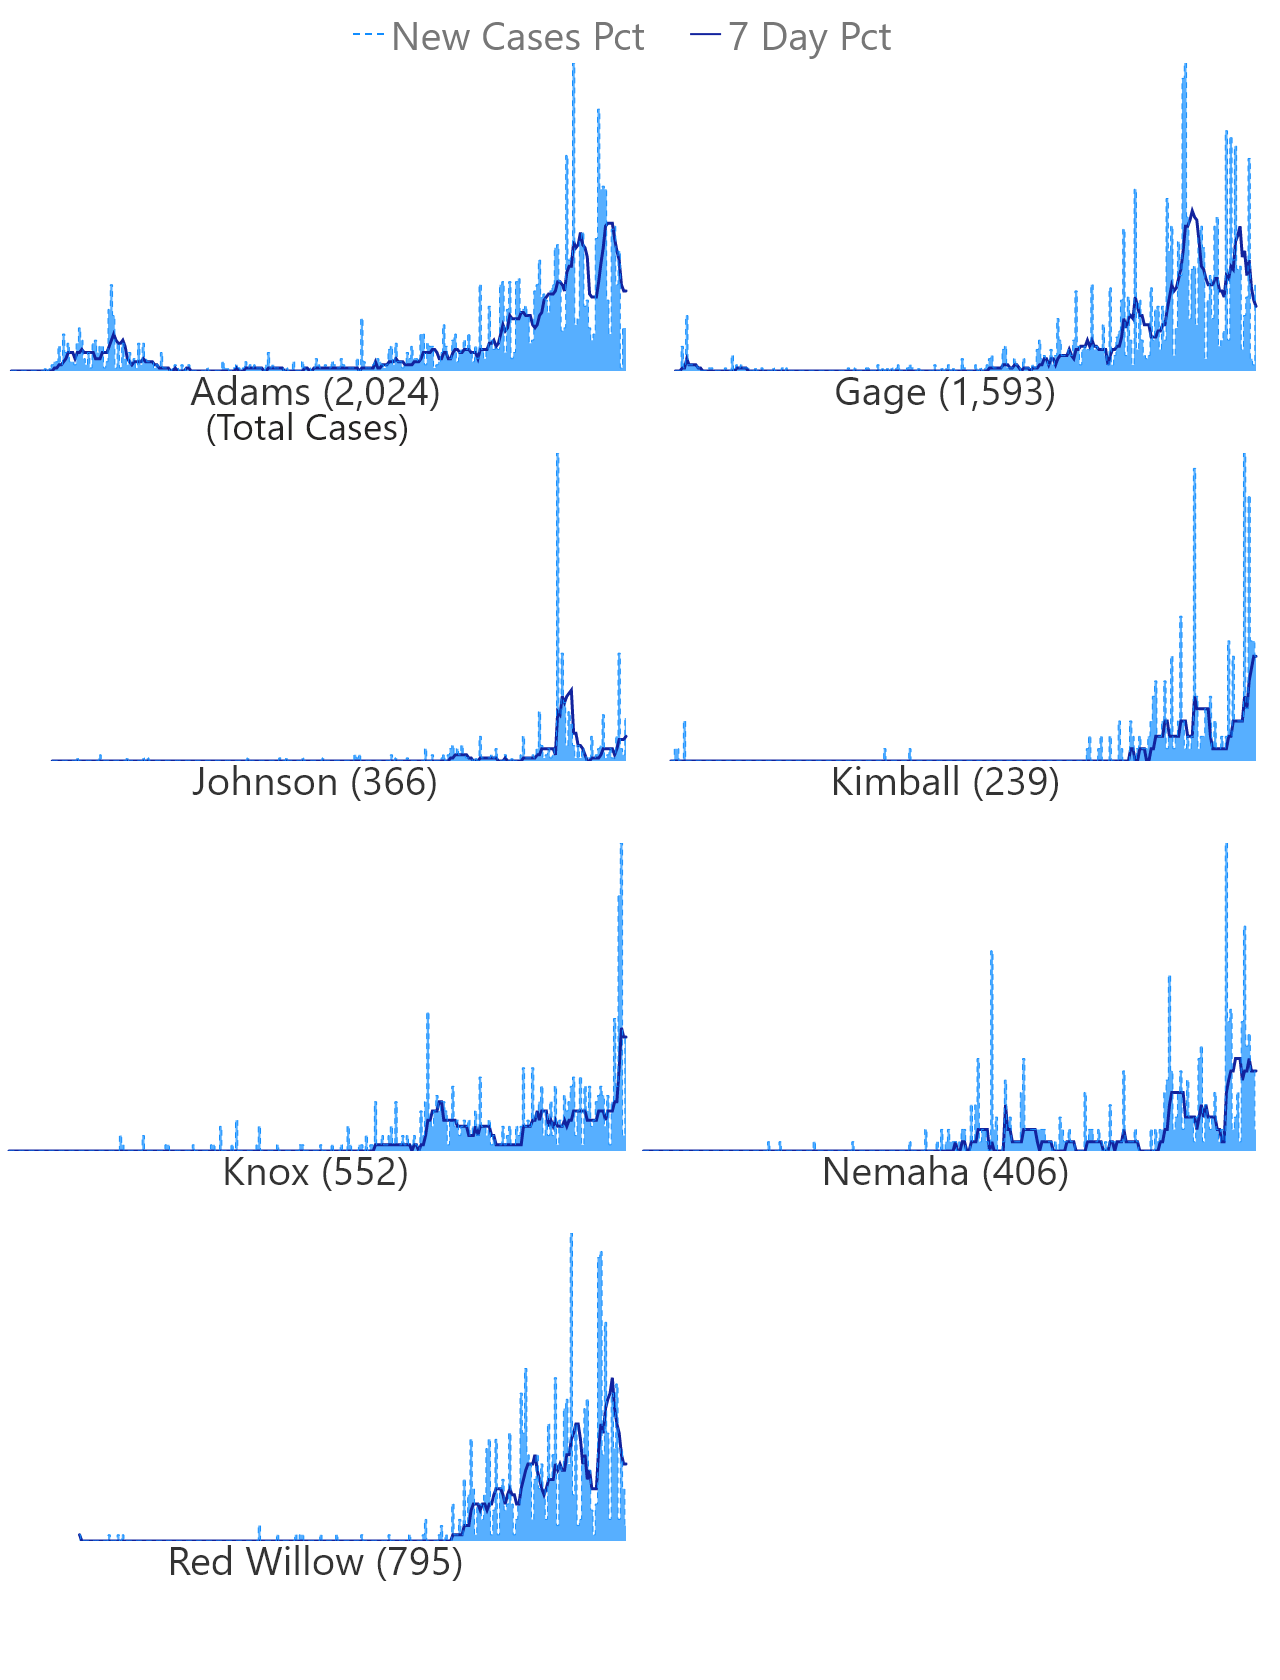 New Cases Pct 7 Day Pct
Adams (2,024)
(Total Cases)
Gage (1,593)
Johnson (366)
Kimball (239)
Knox (552)
Nemaha (406)
Red Willow (795)